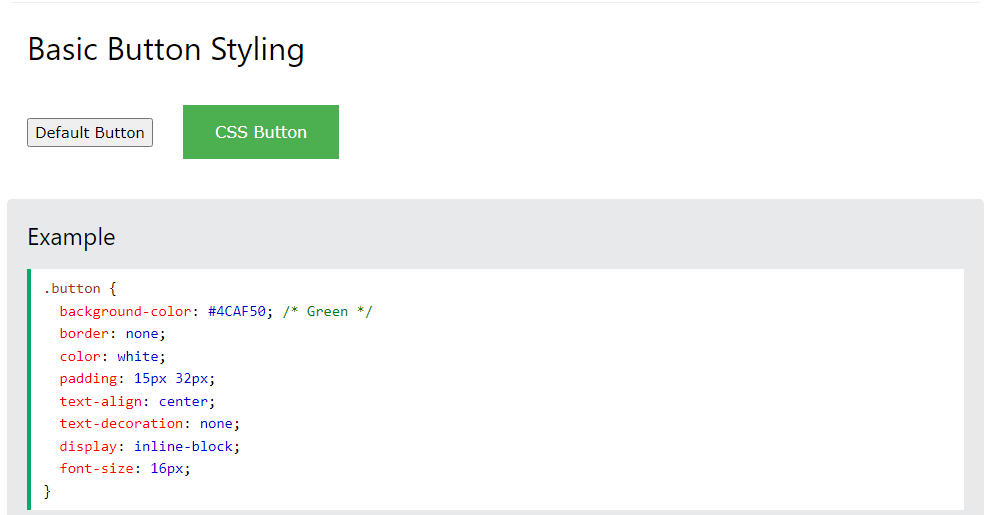 Basic Button Styling
Default Button
CSS Button
Example
.button {
  background-color: #4CAF50; /* Green */
  border: none;
  color: white;
  padding: 15px 32px;
  text-align: center;
  text-decoration: none;
  display: inline-block;
  font-size: 16px;
}